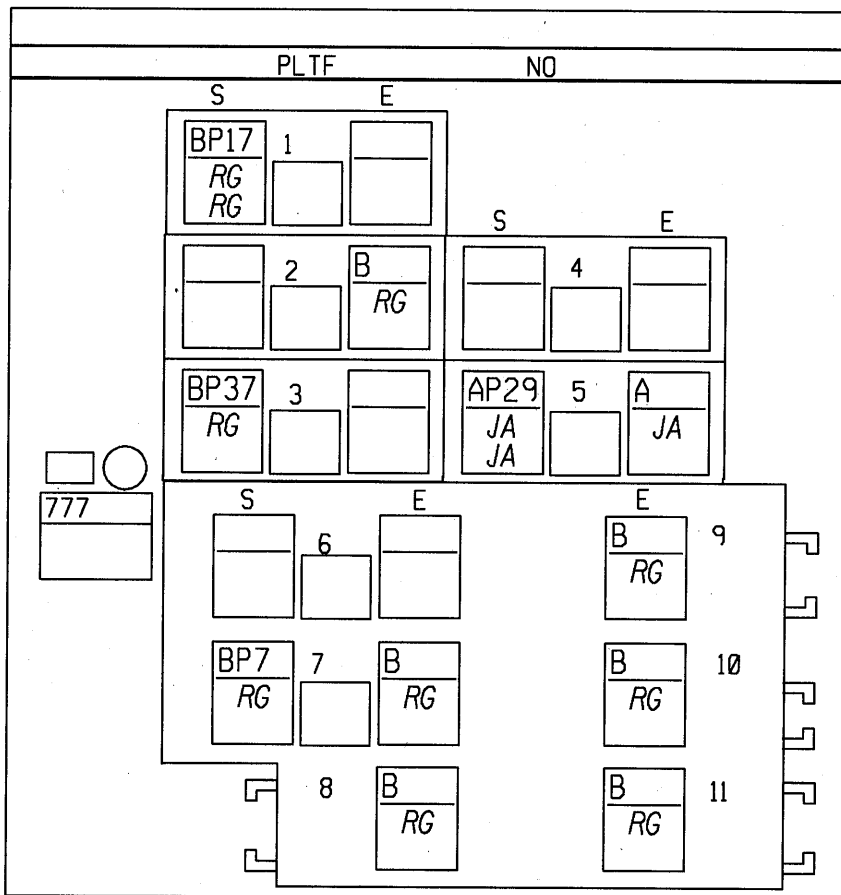 PLTF NO
S E
BP17 1
RG
RG
S E
2 B 4
RG
BP37 3 AP29 5 A
RG JA JA
JA
777
S E E
6 B 9
RG
BP7 7 B B 10
RG RG RG
8 B B 11
RG RG